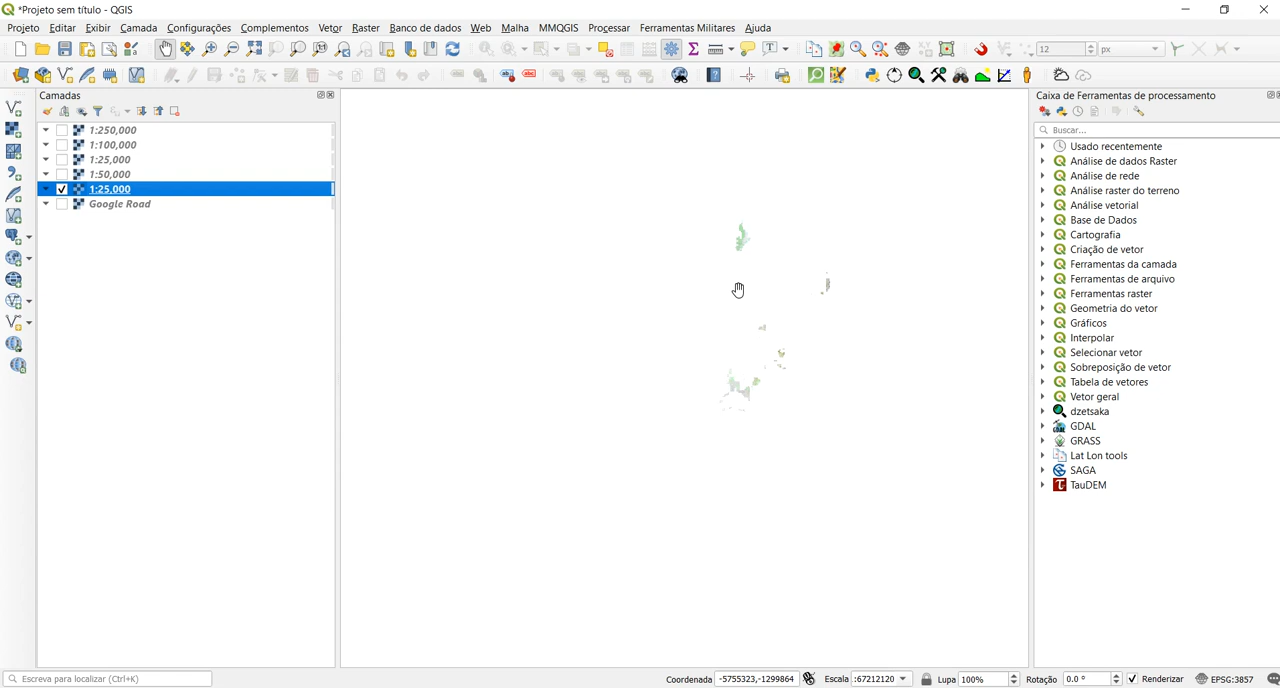 *Projeto sem título - QGIS
Projeto Editar Exibir Camada Configurações Complementos Vetor Raster Banco de dados Web Malha MMQGIS Processar Ferramentas Militares Ajuda
12 px
Camadas
1:250,000
1:100,000
1:25,000
1:50,000
1:25,000
Google Road
Caixa de Ferramentas de processamento
Buscar...
Usado recentemente
Análise de dados Raster
Análise de rede
Análise raster do terreno
Análise vetorial
Base de Dados
Cartografia
Criação de vetor
Ferramentas da camada
Ferramentas de arquivo
Ferramentas raster
Geometria do vetor
Gráficos
Interpolar
Selecionar vetor
Sobreposição de vetor
Tabela de vetores
Vetor geral
dzetsaka
GDAL
GRASS
Lat Lon tools
SAGA
TauDEM
Escreva para localizar (Ctrl+K) Coordenada -5755323,-1299864 Escala :67212120 Lupa 100% Rotação 0.0 ° Renderizar EPSG:3857